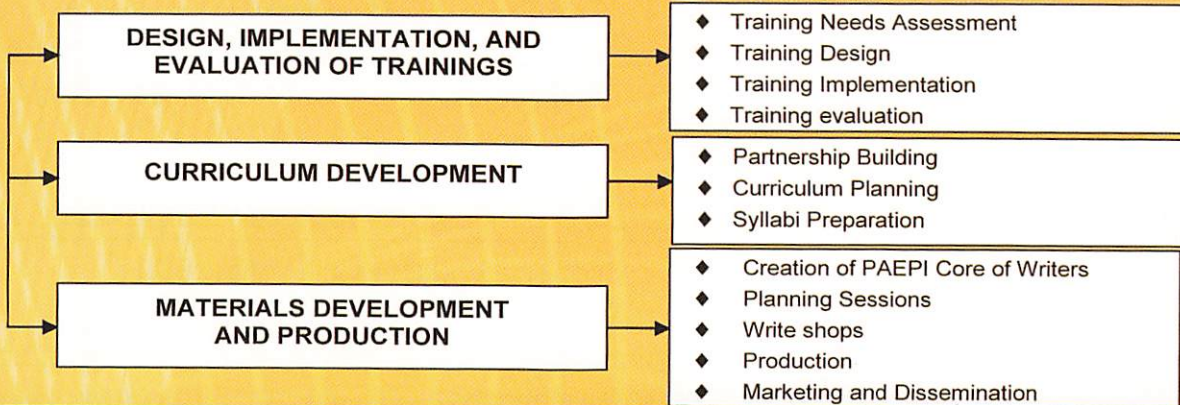 DESIGN, IMPLEMENTATION, AND
EVALUATION OF TRAININGS
◆ Training Needs Assessment
◆ Training Design
◆ Training Implementation
◆ Training evaluation
CURRICULUM DEVELOPMENT
◆ Partnership Building
◆ Curriculum Planning
◆ Syllabi Preparation
MATERIALS DEVELOPMENT
AND PRODUCTION
◆ Creation of PAEPI Core of Writers
◆ Planning Sessions
◆ Write shops
◆ Production
◆ Marketing and Dissemination